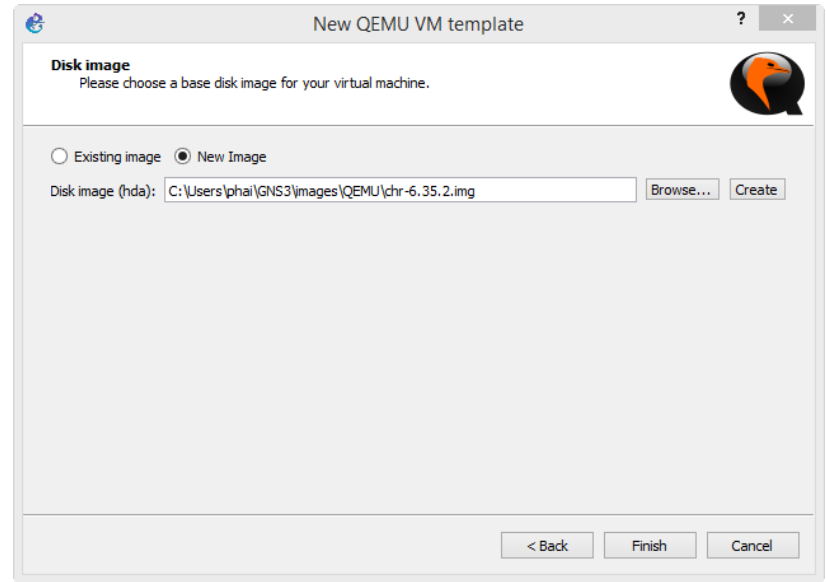 New QEMU VM template
?
Disk image
Please choose a base disk image for your virtual machine.
Existing image New Image
Disk image (hda): C:\Users\phai\GNS3\images\QEMU\chr-6.35.2.img Browse... Create
< Back Finish Cancel